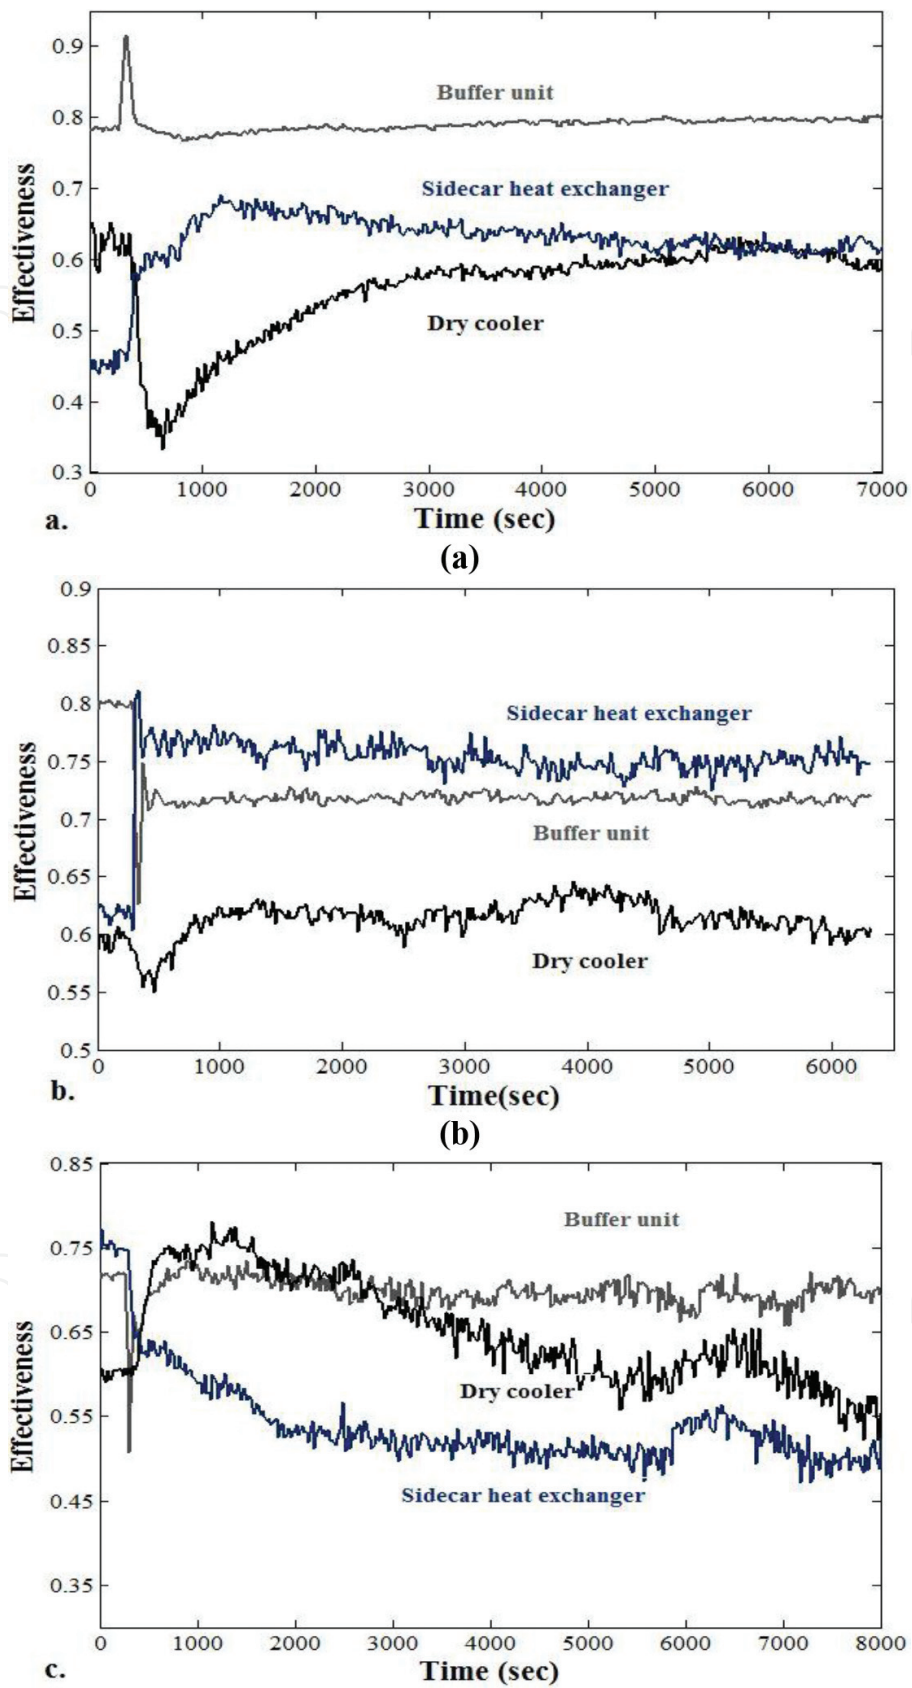 0.9
0.8
0.7
0.6
0.5
0.4
0.3
Effectiveness
Buffer unit
Sidecar heat exchanger
Dry cooler
0 1000 2000 3000 4000 5000 6000 7000
a. Time (sec)
(a)
0.9
0.85
0.8
0.75
0.7
0.65
0.6
0.55
0.5
Effectiveness
Sidecar heat exchanger
Buffer unit
Dry cooler
0 1000 2000 3000 4000 5000 6000
b. Time(sec)
(b)
0.85
0.75
0.65
0.55
0.45
0.35
Effectiveness
Buffer unit
Dry cooler
Sidecar heat exchanger
0 1000 2000 3000 4000 5000 6000 7000 8000
c. Time (sec)